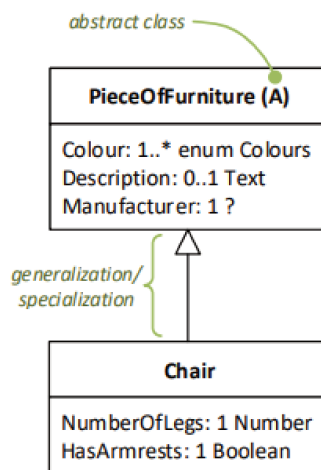 abstract class
PieceOfFurniture (A)
Colour: 1..* enum Colours
Description: 0..1 Text
Manufacturer: 1 ?
generalization/
specialization
Chair
NumberOfLegs: 1 Number
HasArmrests: 1 Boolean